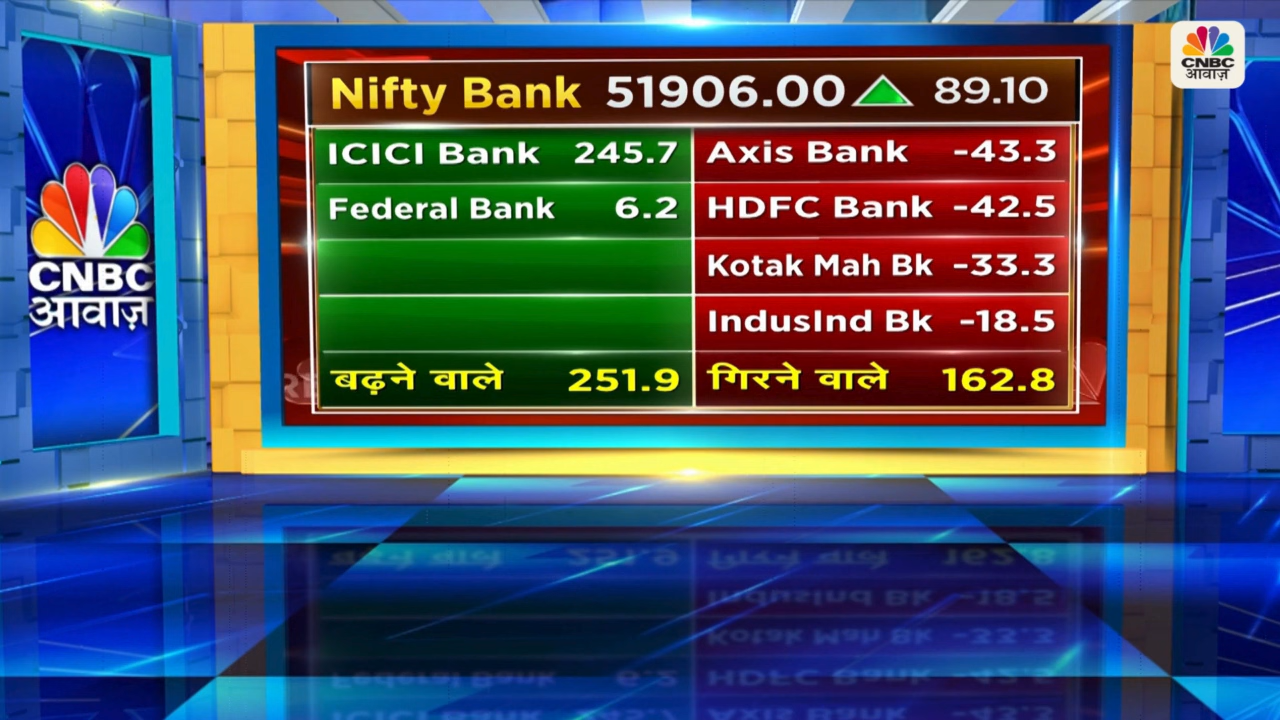 CNBC
आवाज़
Nifty Bank 51906.00 89.10
ICICI Bank 245.7 Axis Bank -43.3
Federal Bank 6.2 HDFC Bank -42.5
Kotak Mah Bk -33.3
IndusInd Bk -18.5
बढ़ने वाले 251.9 गिरने वाले 162.8
CNBC
आवाज़